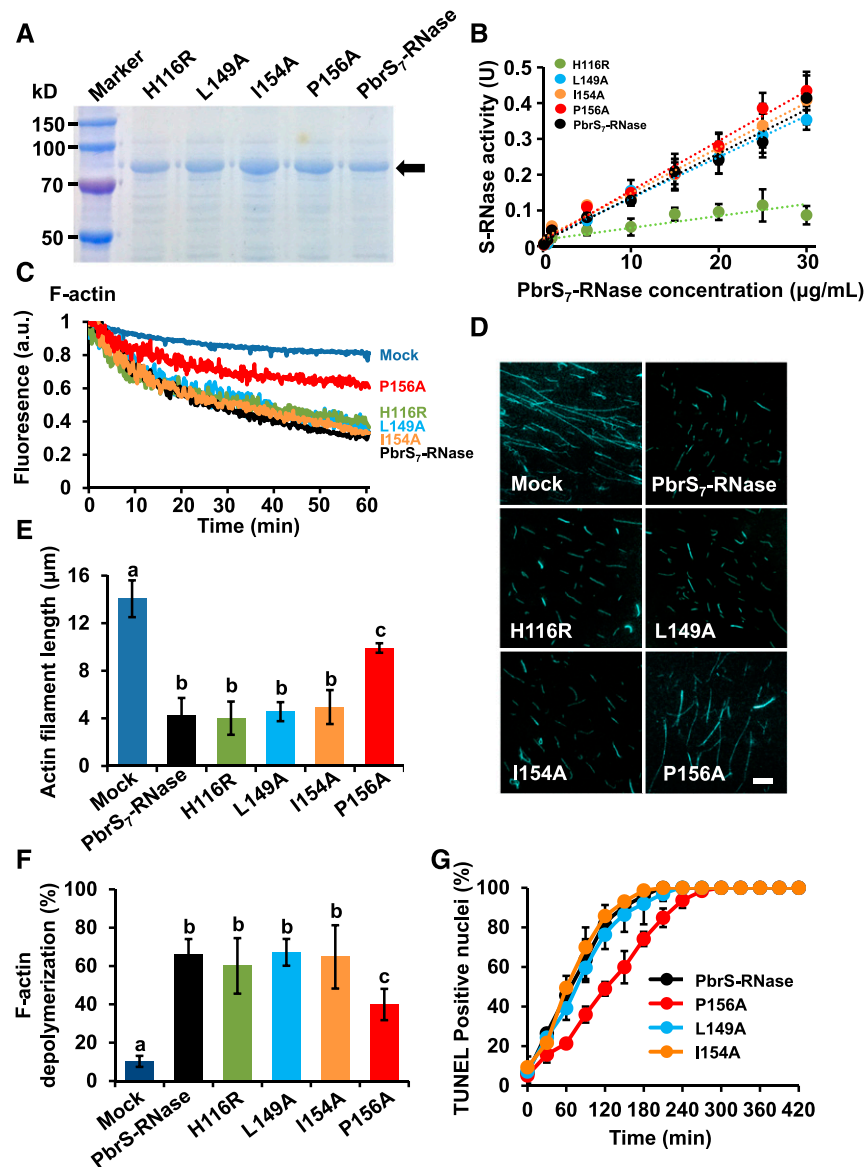 A
Marker
H116R
L149A
I154A
P156A
PbrS₇-RNase
kD
150
100
70
50
B
S-RNase activity (U)
0.5
0.4
0.3
0.2
0.1
0
H116R
L149A
I154A
P156A
PbrS₇-RNase
0 10 20 30
PbrS₇-RNase concentration (µg/mL)
C
F-actin
Fluoresence (a.u.)
1
0.8
0.6
0.4
0.2
0
Mock
P156A
H116R
L149A
I154A
PbrS₇-RNase
0 10 20 30 40 50 60
Time (min)
D
Mock
PbrS₇-RNase
H116R
L149A
I154A
P156A
E
Actin filament length (µm)
16
12
8
4
0
a
b
b
b
b
c
Mock
PbrS₇-RNase
H116R
L149A
I154A
P156A
F
F-actin
depolymerization (%)
100
80
60
40
20
0
a
b
b
b
b
c
Mock
PbrS-RNase
H116R
L149A
I154A
P156A
G
TUNEL Positive nuclei (%)
100
80
60
40
20
0
PbrS-RNase
P156A
L149A
I154A
0 60 120 180 240 300 360 420
Time (min)